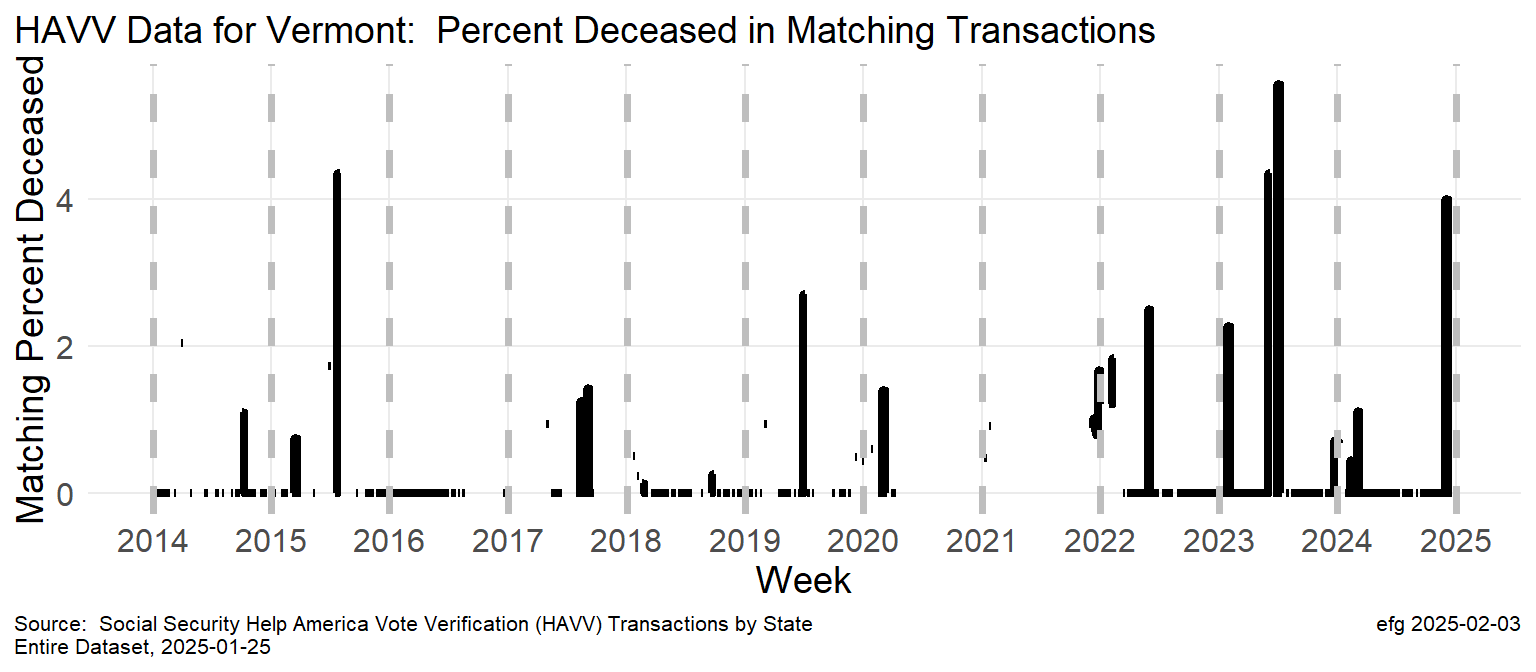 HAVV Data for Vermont:  Percent Deceased in Matching Transactions
Matching Percent Deceased
4
2
0
2014 2015 2016 2017 2018 2019 2020 2021 2022 2023 2024 2025
Week
Source:  Social Security Help America Vote Verification (HAVV) Transactions by State
Entire Dataset, 2025-01-25
efg 2025-02-03